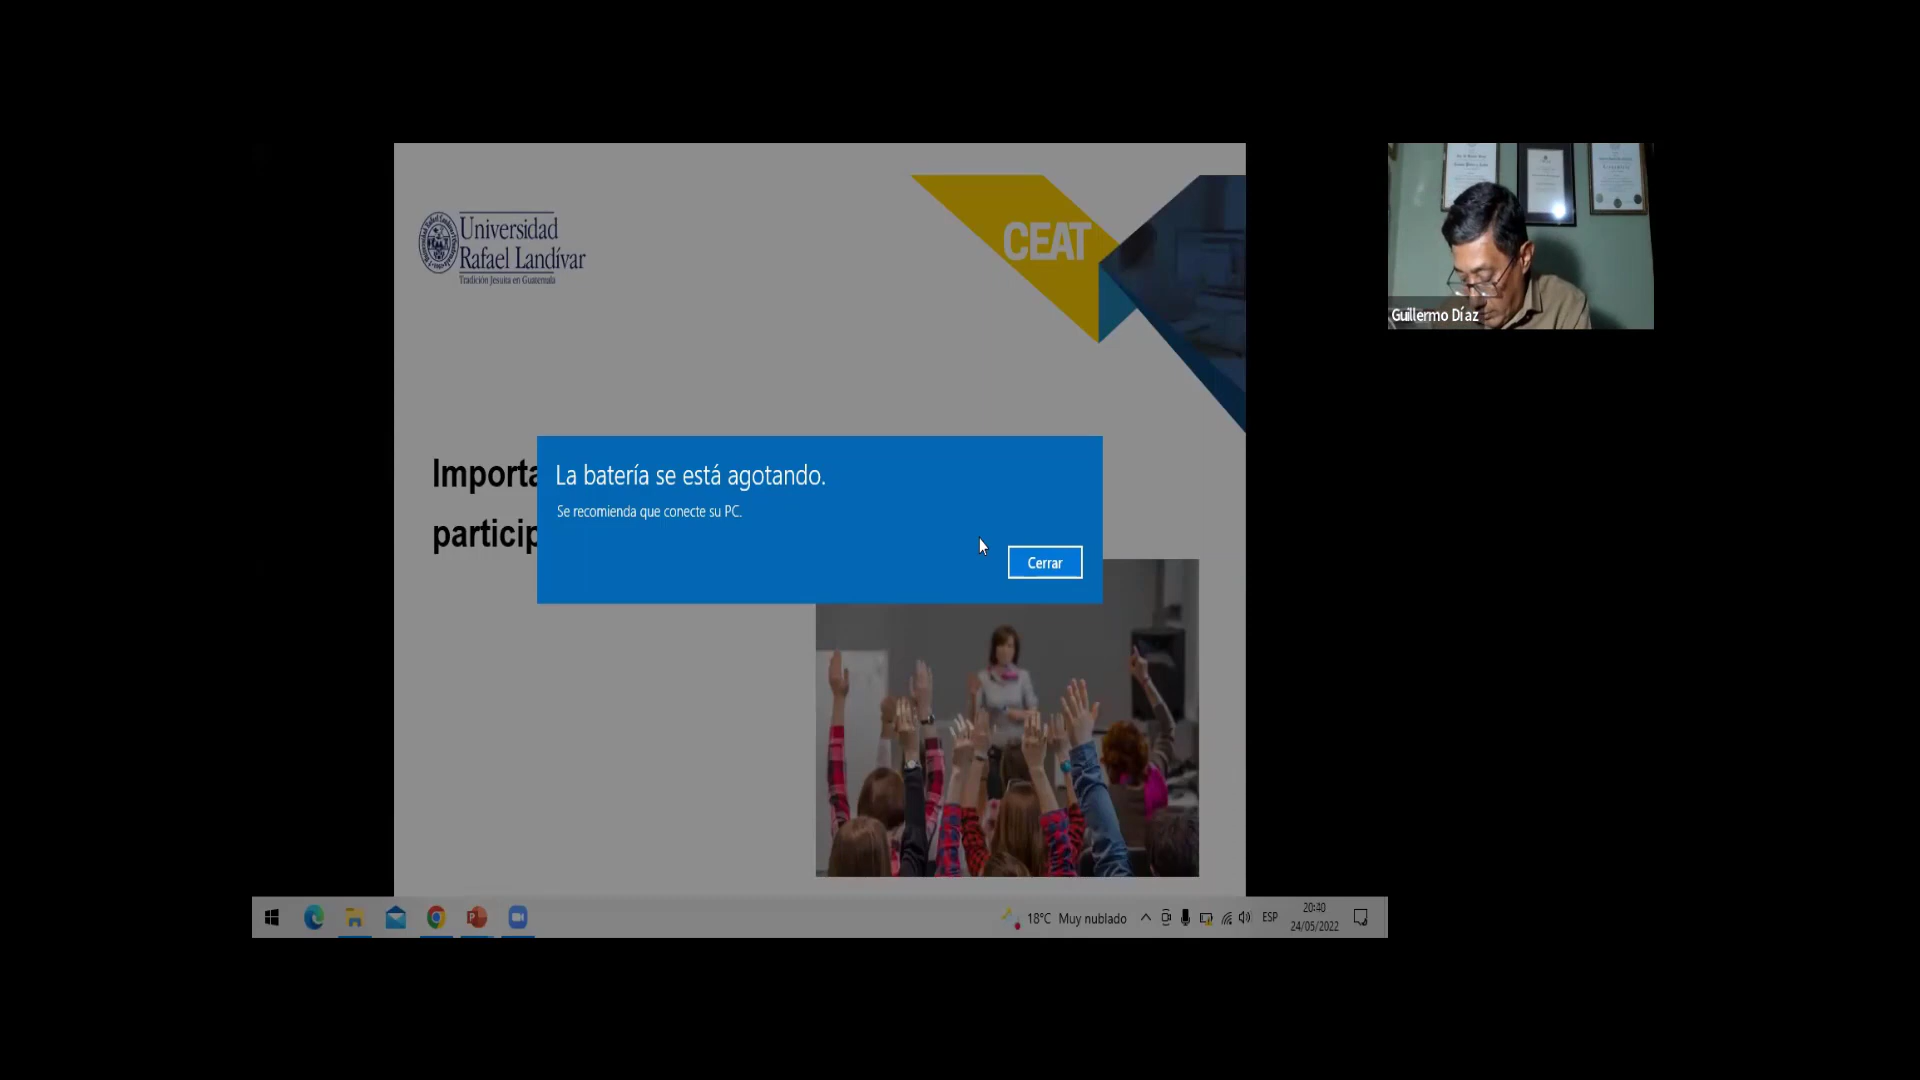 Universidad
Rafael Landívar
Tradición Jesuita en Guatemala
CEAT
Guillermo Díaz
Importa
particip
La batería se está agotando.
Se recomienda que conecte su PC.
Cerrar
18°C Muy nublado
ESP
20:40
24/05/2022